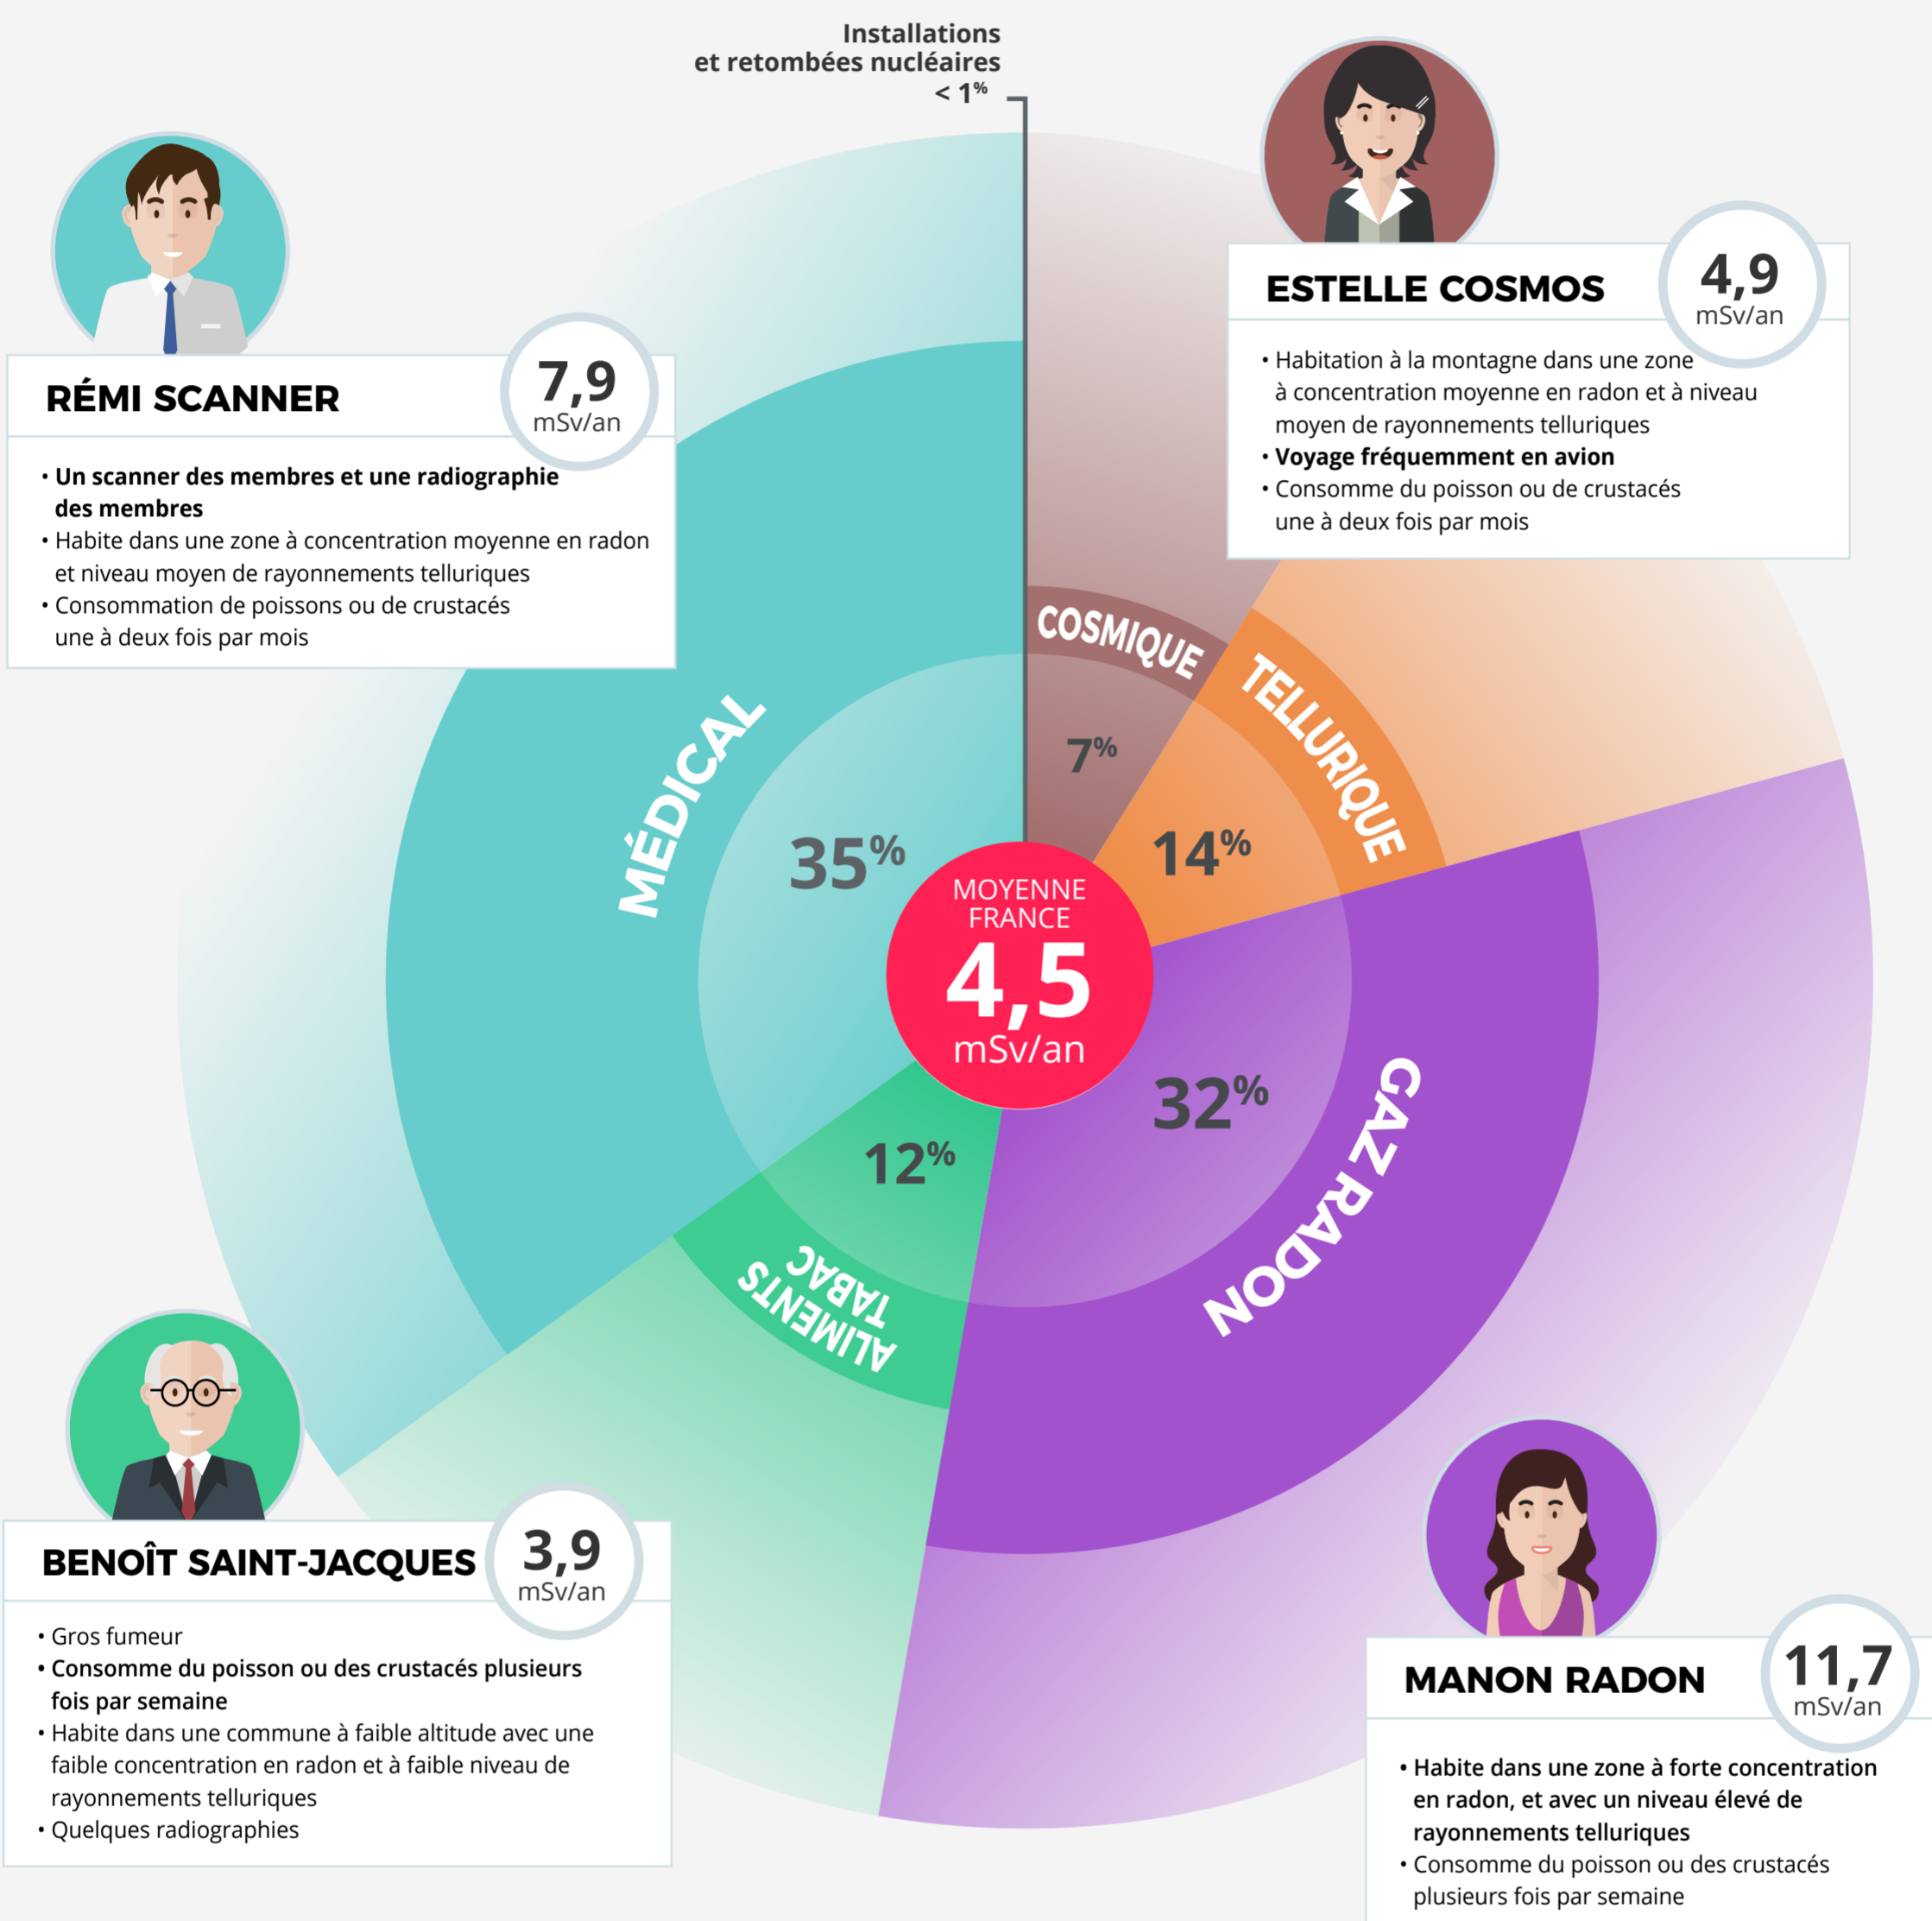 Installations
et retombées nucléaires
< 1%
RÉMI SCANNER
7,9
mSv/an
• Un scanner des membres et une radiographie
des membres
• Habite dans une zone à concentration moyenne en radon
et niveau moyen de rayonnements telluriques
• Consommation de poissons ou de crustacés
une à deux fois par mois
ESTELLE COSMOS
4,9
mSv/an
• Habitation à la montagne dans une zone
à concentration moyenne en radon et à niveau
moyen de rayonnements telluriques
• Voyage fréquemment en avion
• Consomme du poisson ou de crustacés
une à deux fois par mois
COSMIQUE
7%
TELLURIQUE
14%
MÉDICAL
35%
MOYENNE
FRANCE
4,5
mSv/an
32%
GAZ RADON
12%
ALIMENTS
TABAC
BENOÎT SAINT-JACQUES
3,9
mSv/an
• Gros fumeur
• Consomme du poisson ou des crustacés plusieurs
fois par semaine
• Habite dans une commune à faible altitude avec une
faible concentration en radon et à faible niveau de
rayonnements telluriques
• Quelques radiographies
MANON RADON
11,7
mSv/an
• Habite dans une zone à forte concentration
en radon, et avec un niveau élevé de
rayonnements telluriques
• Consomme du poisson ou des crustacés
plusieurs fois par semaine